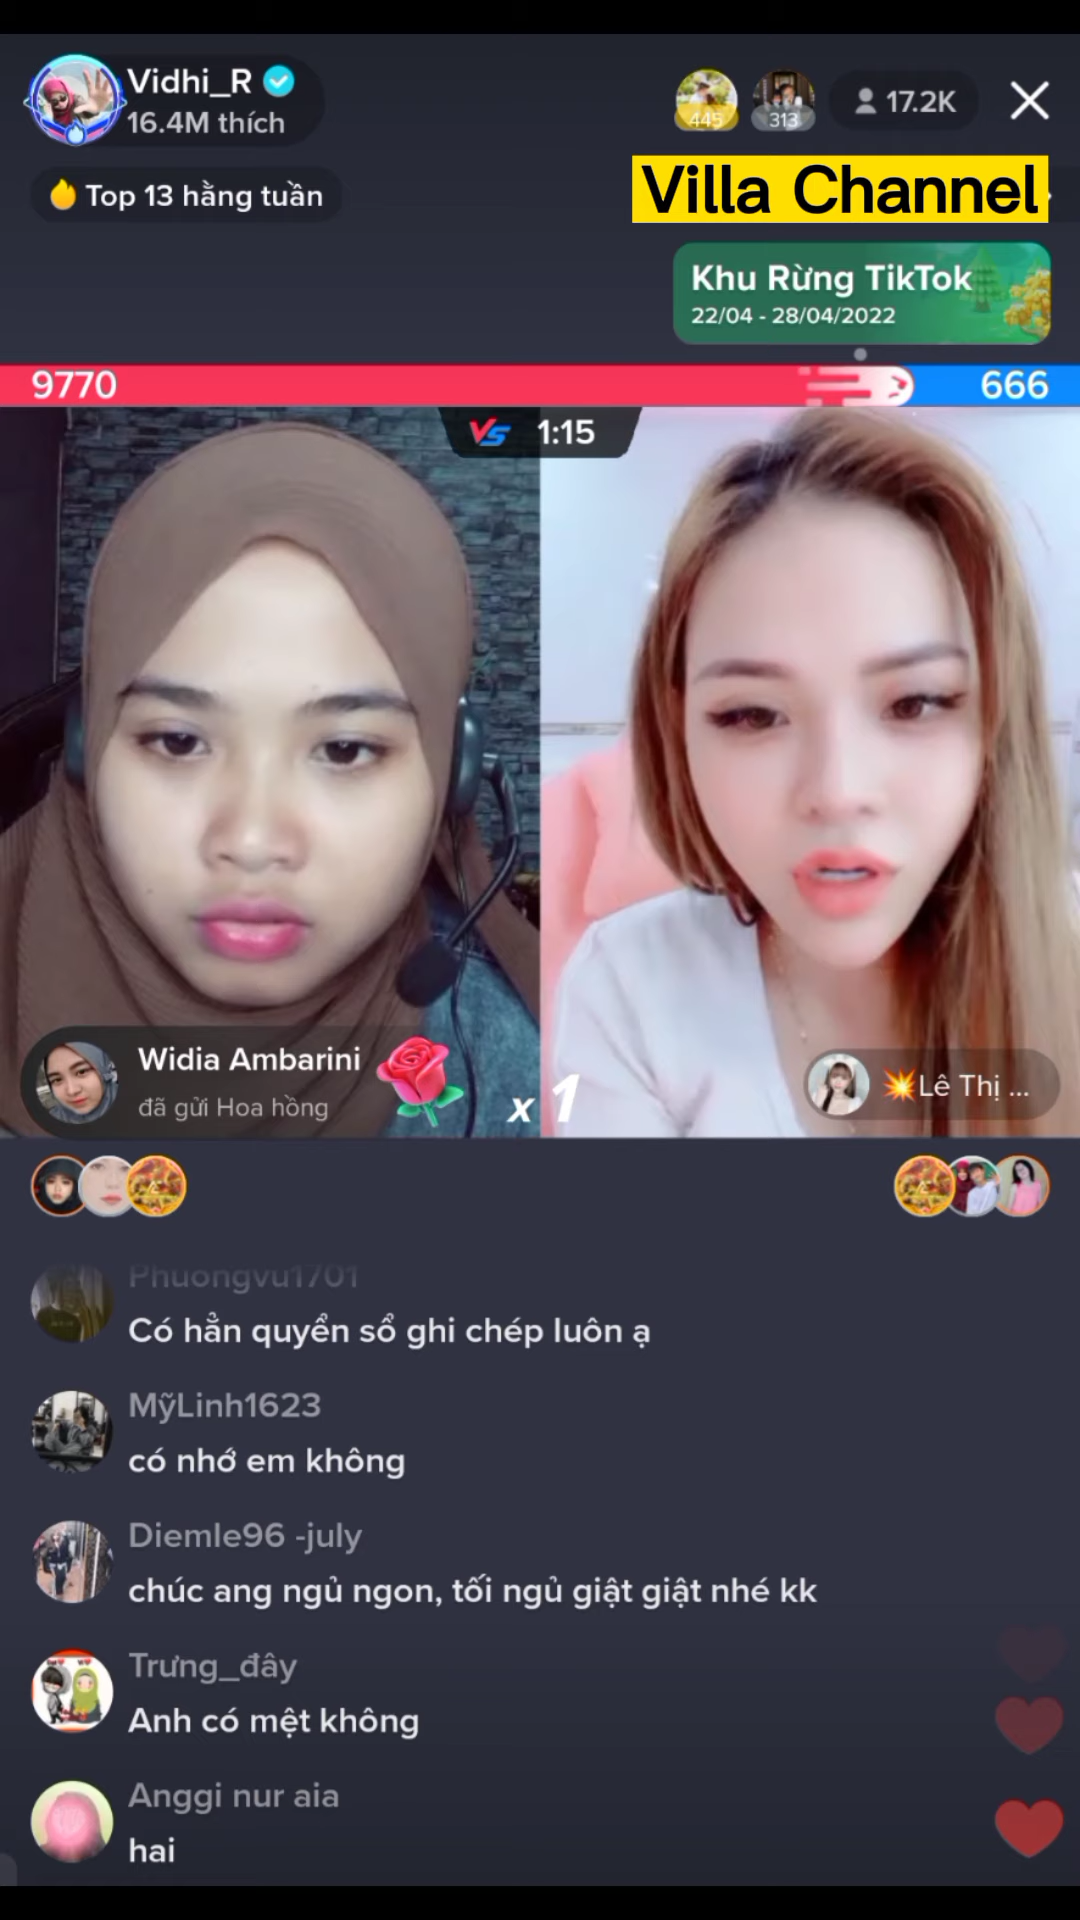 Vidhi_R
16.4M thích
445
313
17.2K
Top 13 hằng tuần
Villa Channel
Khu Rừng TikTok
22/04 - 28/04/2022
9770
666
VS 1:15
Widia Ambarini
đã gửi Hoa hồng
x 1
Lê Thị ...
Phuongvu1701
Có hẳn quyển sổ ghi chép luôn ạ
MỹLinh1623
có nhớ em không
Diemle96 -july
chúc ang ngủ ngon, tối ngủ giật giật nhé kk
Trưng_đây
Anh có mệt không
Anggi nur aia
hai